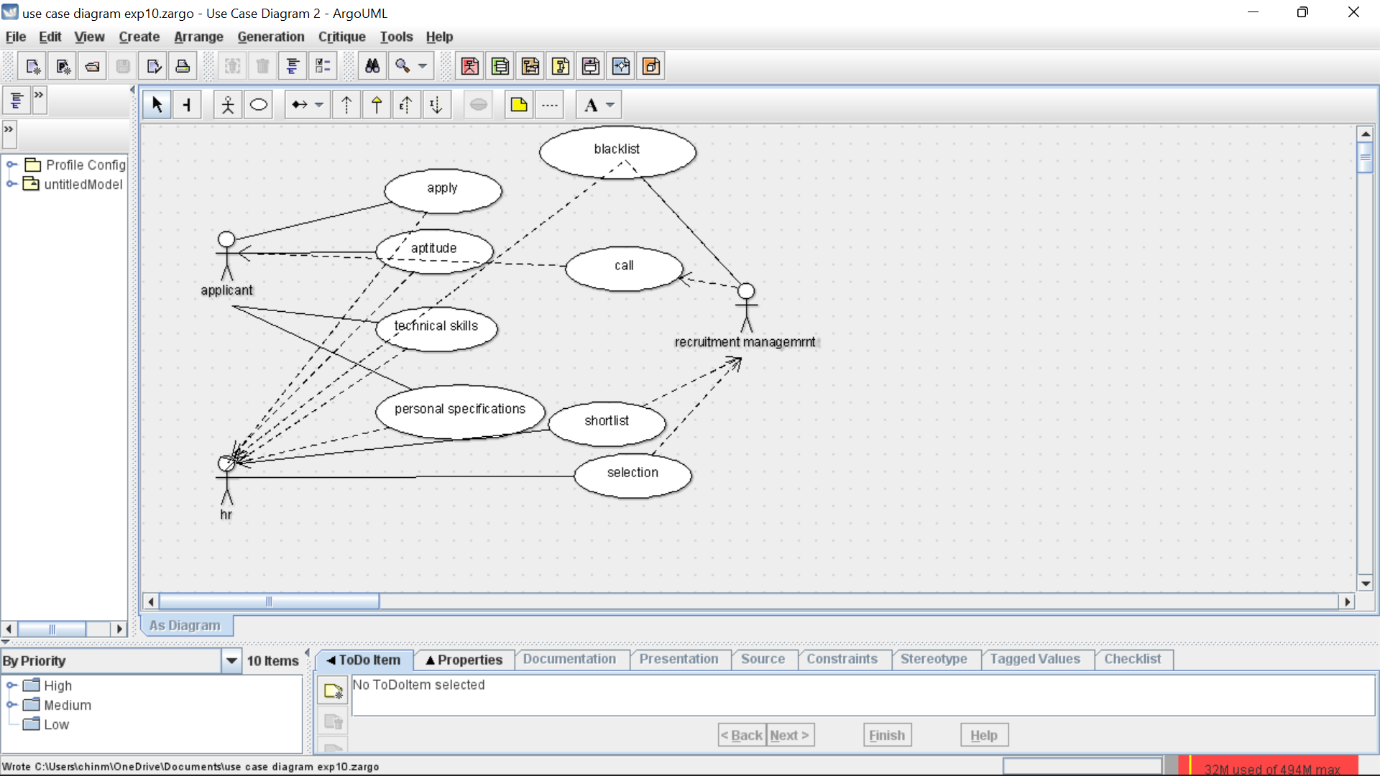 use case diagram exp10.zargo - Use Case Diagram 2 - ArgoUML
File Edit View Create Arrange Generation Critique Tools Help
A
Profile Config
untitledModel
blacklist
apply
aptitude
call
applicant
technical skills
recruitment managemrnt
personal specifications
shortlist
selection
hr
As Diagram
By Priority
10 Items
ToDo Item
Properties
Documentation
Presentation
Source
Constraints
Stereotype
Tagged Values
Checklist
High
Medium
Low
No ToDoItem selected
< Back
Next >
Finish
Help
Wrote C:\Users\chinm\OneDrive\Documents\use case diagram exp10.zargo
32M used of 494M max